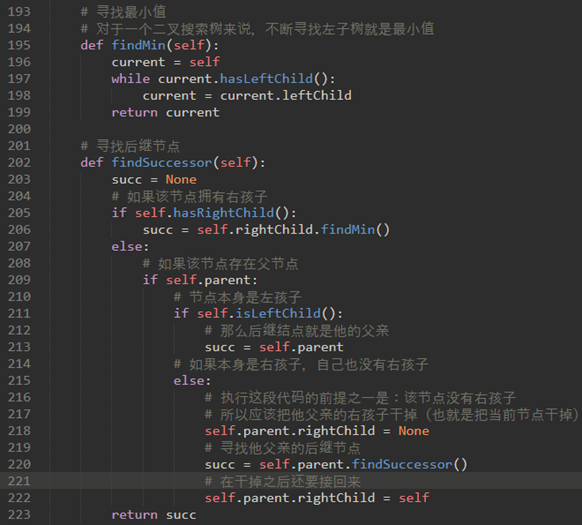 193 # 寻找最小值
194 # 对于一个二叉搜索树来说，不断寻找左子树就是最小值
195 def findMin(self):
196 current = self
197 while current.hasLeftChild():
198 current = current.leftChild
199 return current
200
201 # 寻找后继节点
202 def findSuccessor(self):
203 succ = None
204 # 如果该节点拥有右孩子
205 if self.hasRightChild():
206 succ = self.rightChild.findMin()
207 else:
208 # 如果该节点存在父节点
209 if self.parent:
210 # 节点本身是左孩子
211 if self.isLeftChild():
212 # 那么后继结点就是他的父亲
213 succ = self.parent
214 # 如果本身是右孩子，自己也没有右孩子
215 else:
216 # 执行这段代码的前提之一是：该节点没有右孩子
217 # 所以应该把他父亲的右孩子干掉（也就是把当前节点干掉）
218 self.parent.rightChild = None
219 # 寻找他父亲的后继节点
220 succ = self.parent.findSuccessor()
221 # 在干掉之后还要接回来
222 self.parent.rightChild = self
223 return succ